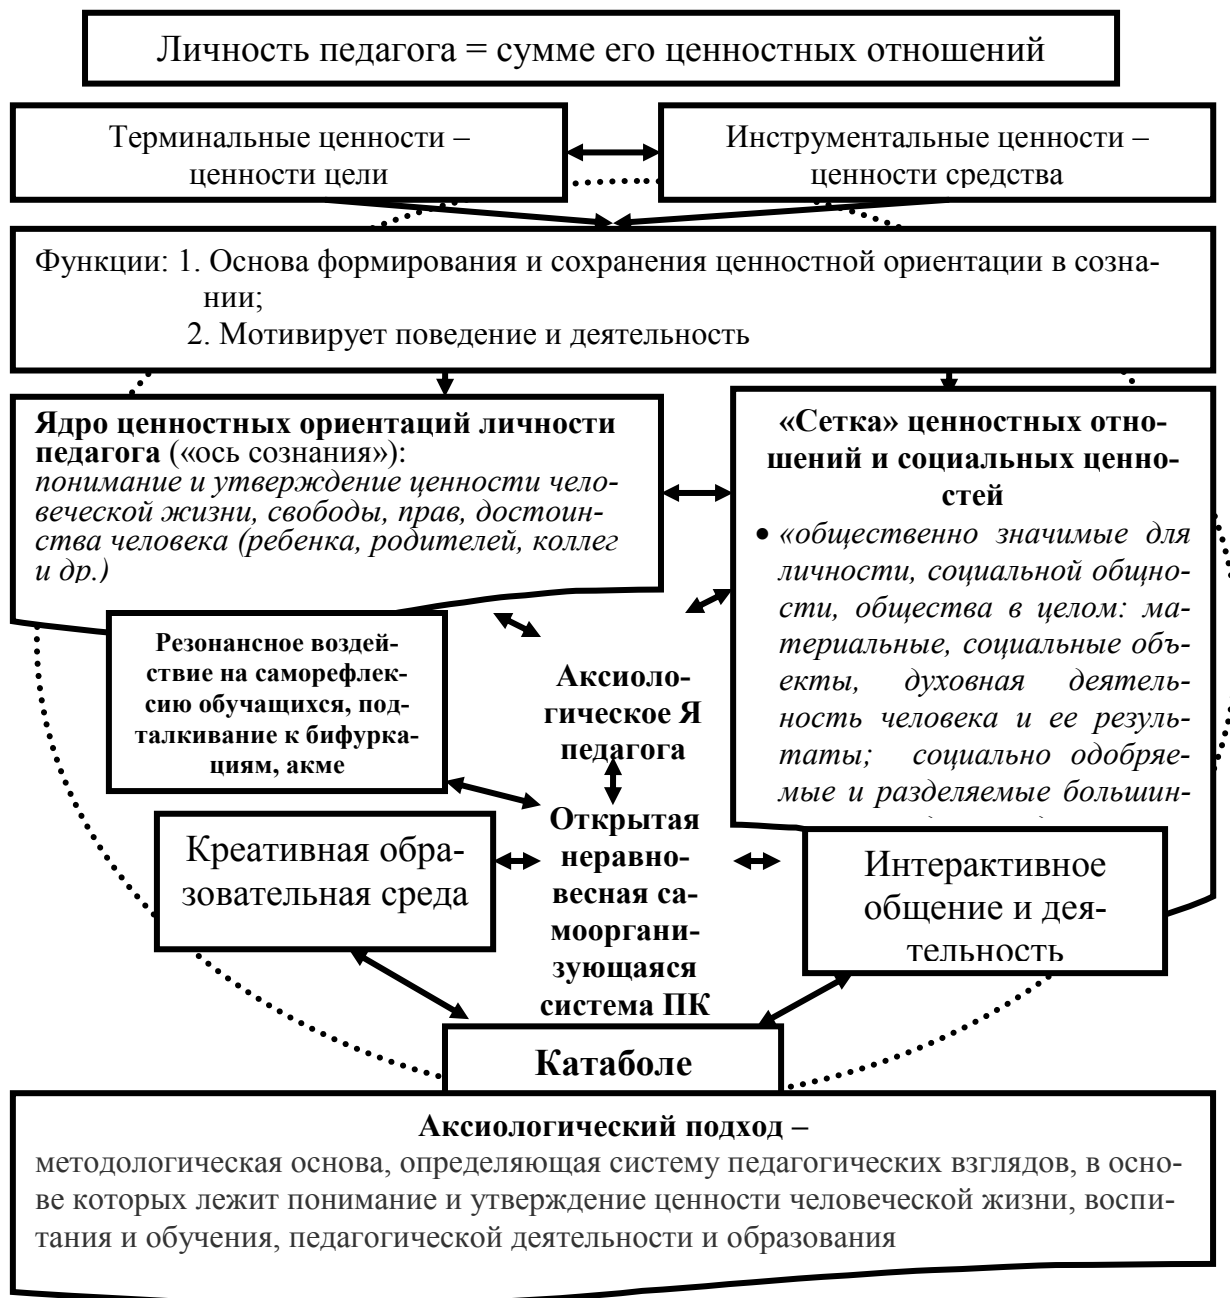 Личность педагога = сумме его ценностных отношений
Терминальные ценности –
ценности цели
Инструментальные ценности –
ценности средства
Функции: 1. Основа формирования и сохранения ценностной ориентации в созна-
нии;
2. Мотивирует поведение и деятельность
Ядро ценностных ориентаций личности
педагога («ось сознания»):
понимание и утверждение ценности чело-
веческой жизни, свободы, прав, достоин-
ства человека (ребенка, родителей, коллег
и др.)
«Сетка» ценностных отно-
шений и социальных ценно-
стей
• «общественно значимые для
личности, социальной общно-
сти, общества в целом: ма-
териальные, социальные объ-
екты, духовная деятель-
ность человека и ее резуль-
таты; социально одобряе-
мые и разделяемые большин-
Резонансное воздей-
ствие на саморефлек-
сию обучащихся, под-
талкивание к бифурка-
циям, акме
Аксиоло-
гическое Я
педагога
Открытая
неравно-
весная са-
моорганi-
зующаяся
система ПК
Креативная обра-
зовательная среда
Интерактивное
общение и дея-
тельность
Катаболе
Аксиологический подход –
методологическая основа, определяющая систему педагогических взглядов, в осно-
ве которых лежит понимание и утверждение ценности человеческой жизни, воспи-
тания и обучения, педагогической деятельности и образования